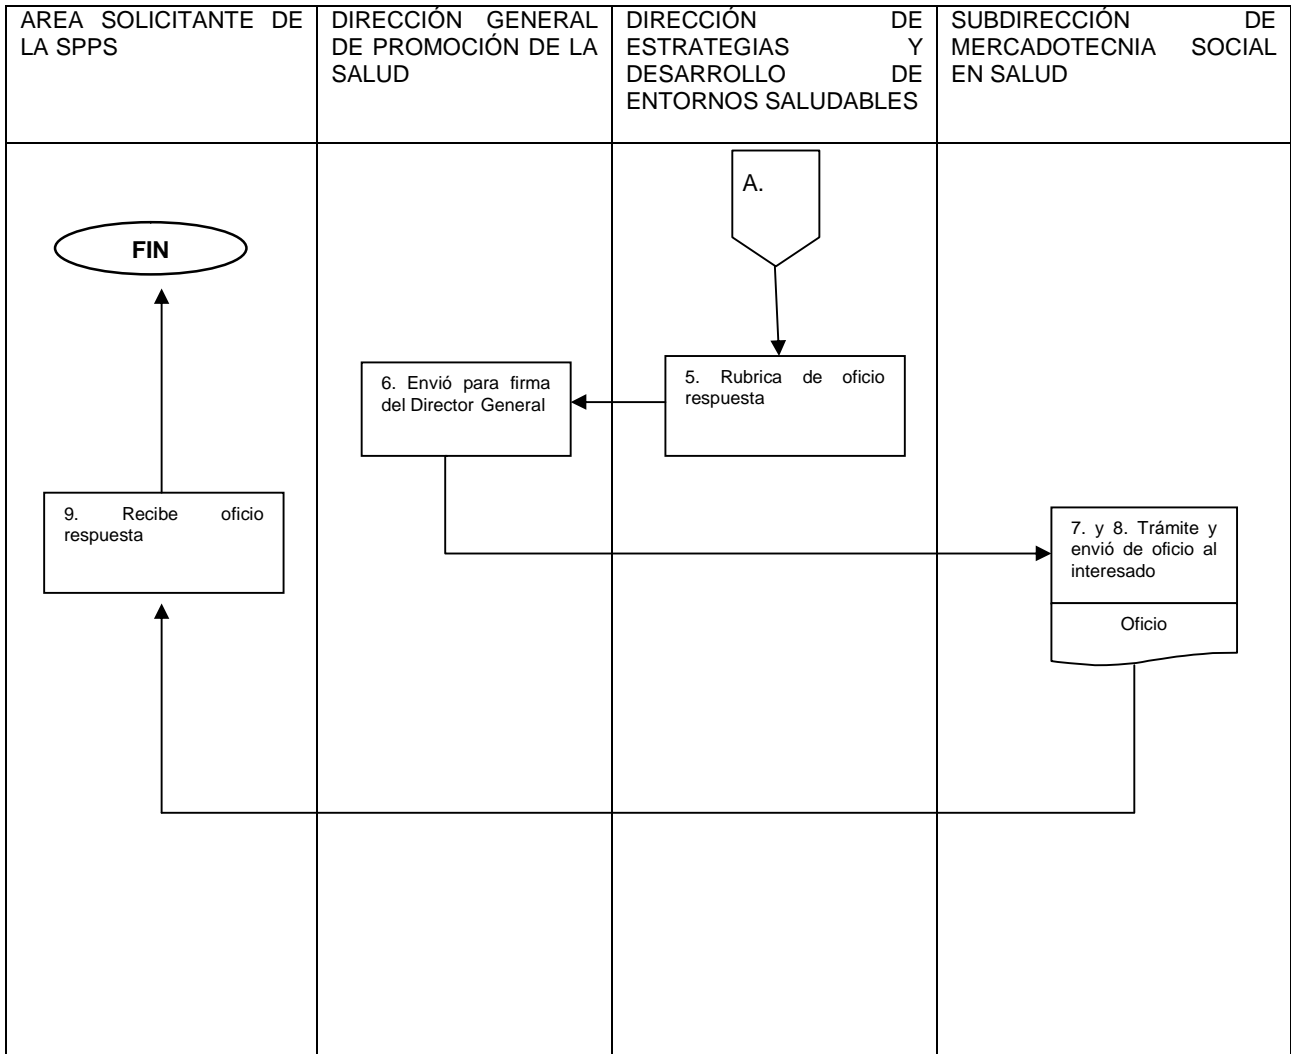 AREA SOLICITANTE DE
LA SPPS
DIRECCIÓN GENERAL
DE PROMOCIÓN DE LA
SALUD
DIRECCIÓN DE
ESTRATEGIAS Y
DESARROLLO DE
ENTORNOS SALUDABLES
SUBDIRECCIÓN DE
MERCADOTECNIA SOCIAL
EN SALUD
A.
FIN
5. Rubrica de oficio
respuesta
6. Envió para firma
del Director General
7. y 8. Trámite y
envió de oficio al
interesado
Oficio
9. Recibe oficio
respuesta